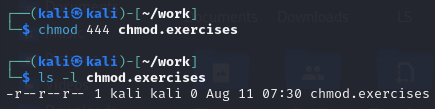 ┌──(kali㉿kali)-[~/work]
└─$ chmod 444 chmod.exercises
┌──(kali㉿kali)-[~/work]
└─$ ls -l chmod.exercises
-r--r--r-- 1 kali kali 0 Aug 11 07:30 chmod.exercises